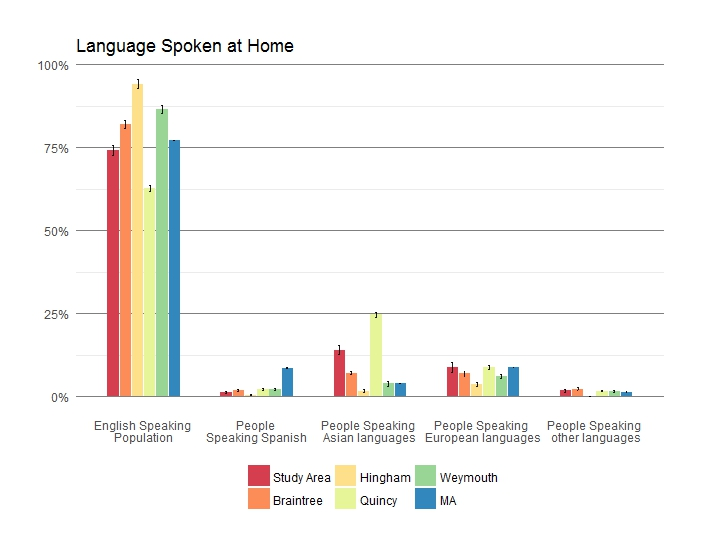 Language Spoken at Home
100%
75%
50%
25%
0%
English Speaking
Population
People
Speaking Spanish
People Speaking
Asian languages
People Speaking
European languages
People Speaking
other languages
Study Area
Hingham
Weymouth
Braintree
Quincy
MA